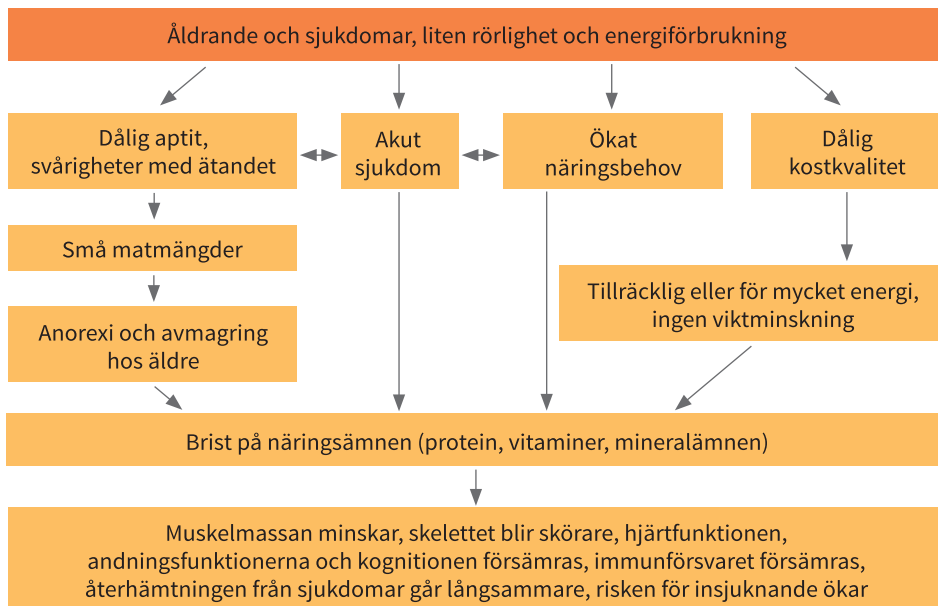 Åldrande och sjukdomar, liten rörlighet och energiförbrukning
Dålig aptit,
svårigheter med ätandet
Akut
sjukdom
Ökat
näringsbehov
Dålig
kostkvalitet
Små matmängder
Tillräcklig eller för mycket energi,
ingen viktminskning
Anorexi och avmagring
hos äldre
Brist på näringsämnen (protein, vitaminer, mineralämnen)
Muskelmassan minskar, skelettet blir skörare, hjärtfunktionen,
andningsfunktionerna och kognitionen försämras, immunförsvaret försämras,
återhämtningen från sjukdomar går långsammare, risken för insjuknande ökar